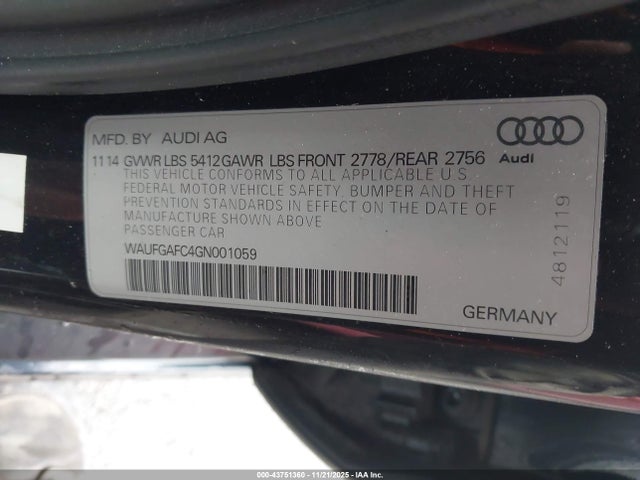 MFD. BY AUDI AG
11 14 GVWR LBS 5412 GAWR LBS FRONT 2778/REAR 2756
Audi
THIS VEHICLE CONFORMS TO ALL APPLICABLE U S
FEDERAL MOTOR VEHICLE SAFETY, BUMPER AND THEFT
PREVENTION STANDARDS IN EFFECT ON THE DATE OF
MANUFACTURE SHOWN ABOVE
PASSENGER CAR
WAUFGAFC4GN001059
4812119
GERMANY
000-43751360 - 11/21/2025 - IAA Inc.